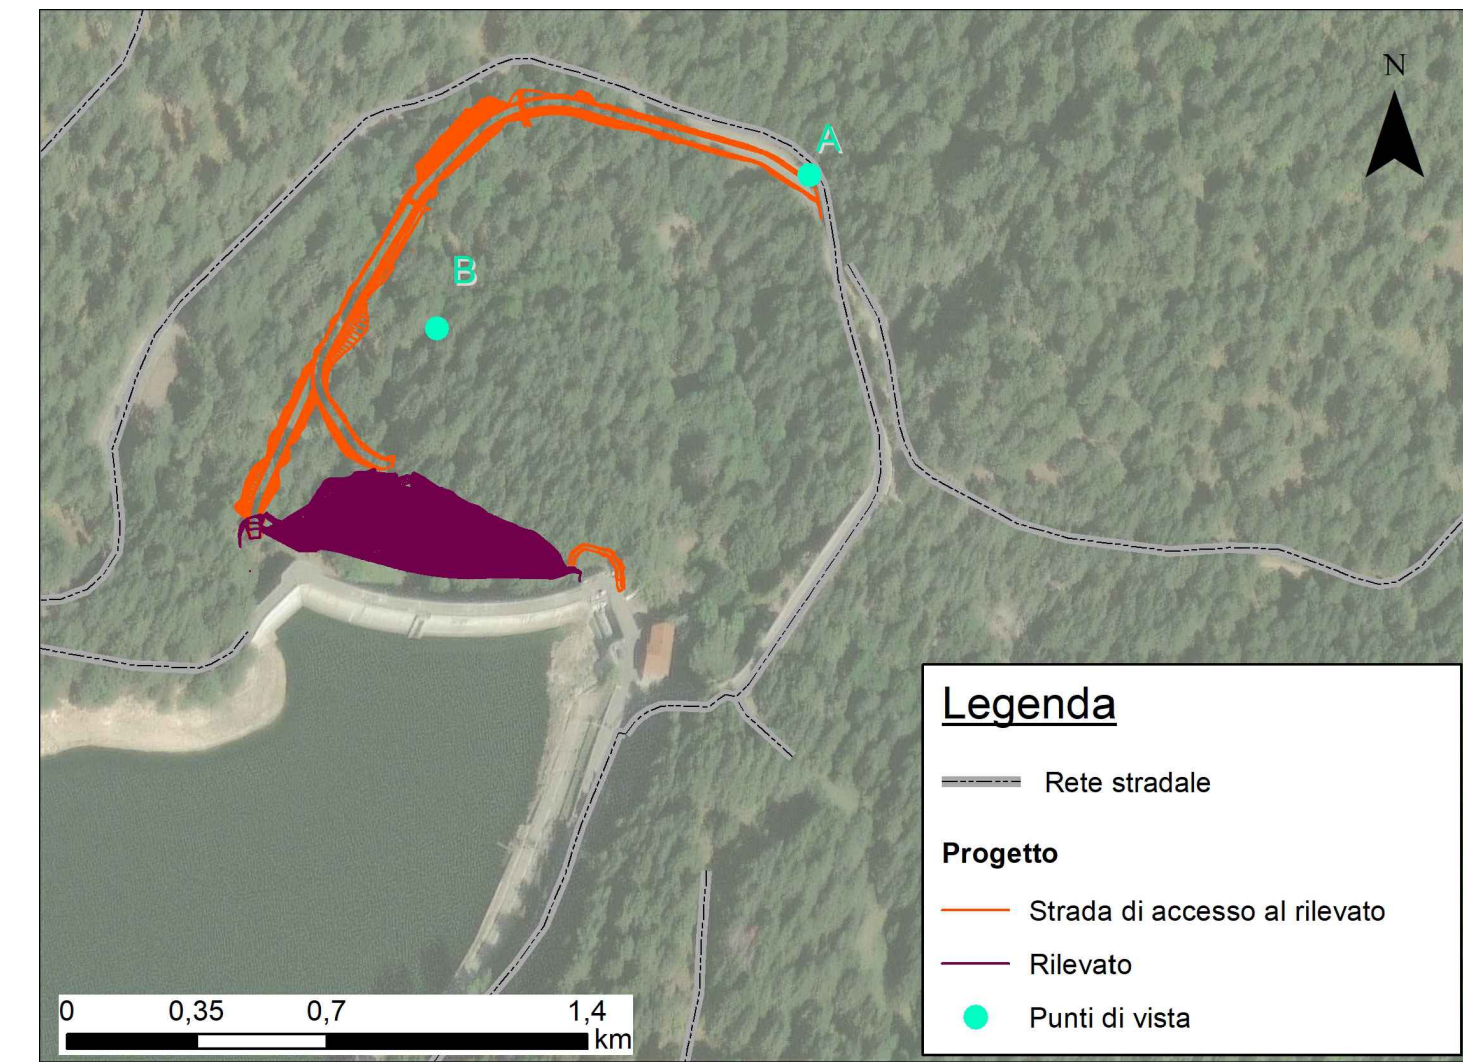 N
A
B
Legenda
Rete stradale
Progetto
Strada di accesso al rilevato
Rilevato
Punti di vista
0 0,35 0,7 1,4
km